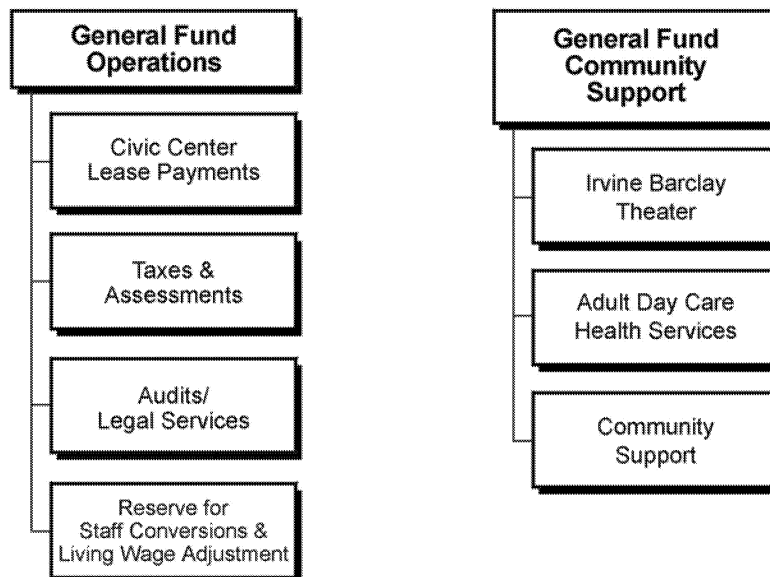 General Fund
Operations
Civic Center
Lease Payments
Taxes &
Assessments
Audits/
Legal Services
Reserve for
Staff Conversions &
Living Wage Adjustment
General Fund
Community
Support
Irvine Barclay
Theater
Adult Day Care
Health Services
Community
Support